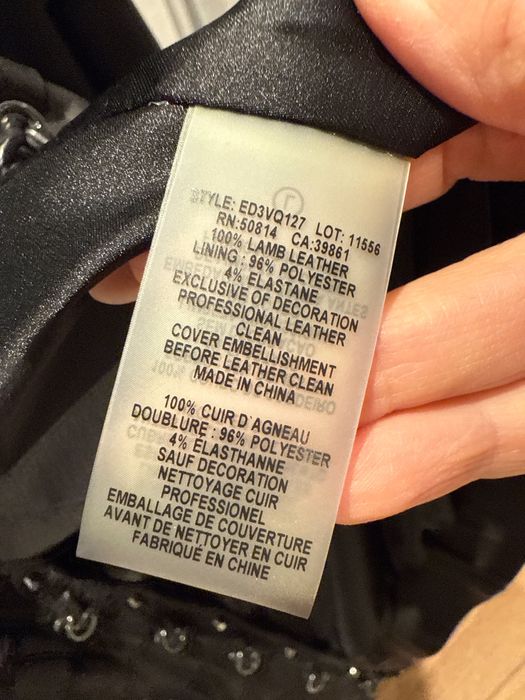 STYLE: ED3VQ127 LOT: 11556
RN:50814 CA:39861
100% LAMB LEATHER
LINING : 96% POLYESTER
4% ELASTANE
EXCLUSIVE OF DECORATION
PROFESSIONAL LEATHER
CLEAN
COVER EMBELLISHMENT
BEFORE LEATHER CLEAN
MADE IN CHINA
100% CUIR D'AGNEAU
DOUBLURE : 96% POLYESTER
4% ÉLASTHANNE
SAUF DECORATION
NETTOYAGE CUIR
PROFESSIONEL
EMBALLAGE DE COUVERTURE
AVANT DE NETTOYER EN CUIR
FABRIQUÉ EN CHINE